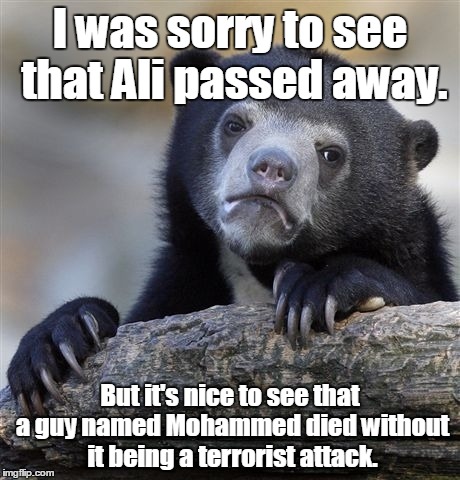 I was sorry to see
that Ali passed away.
But it's nice to see that
a guy named Mohammed died without
it being a terrorist attack.
imgflip.com